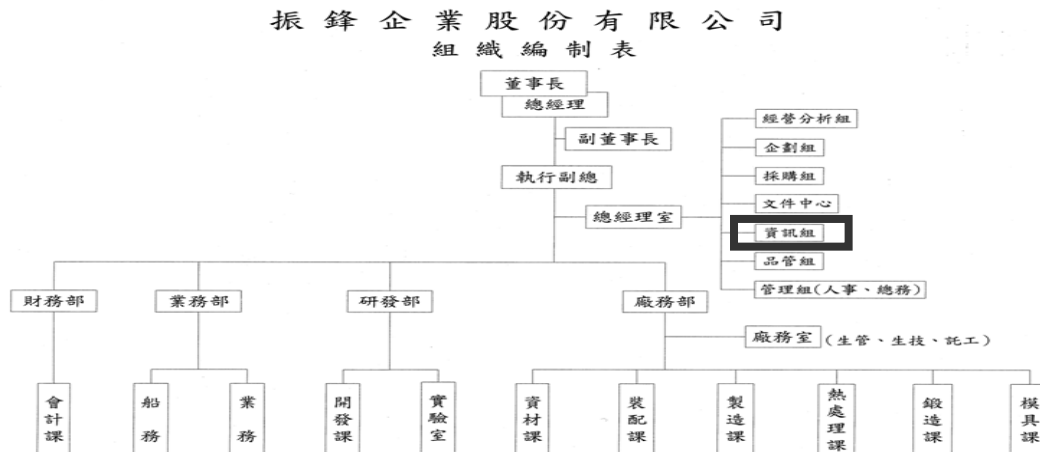 振鋒企業股份有限公司
組織編制表
董事長
總經理
副董事長
執行副總
總經理室
經營分析組
企劃組
採購組
文件中心
資訊組
品管組
管理組(人事、總務)
財務部
業務部
研發部
廠務部
廠務室 (生管、生技、託工)
會計課
船務
業務
開發課
實驗室
資材課
裝配課
製造課
熱處理課
鍛造課
模具課